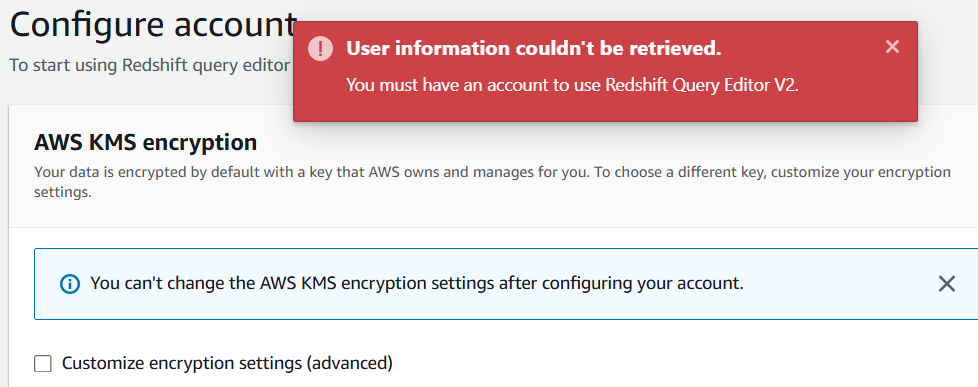 Configure account
To start using Redshift query editor
User information couldn't be retrieved.
You must have an account to use Redshift Query Editor V2.
AWS KMS encryption
Your data is encrypted by default with a key that AWS owns and manages for you. To choose a different key, customize your encryption
settings.
You can't change the AWS KMS encryption settings after configuring your account.
Customize encryption settings (advanced)